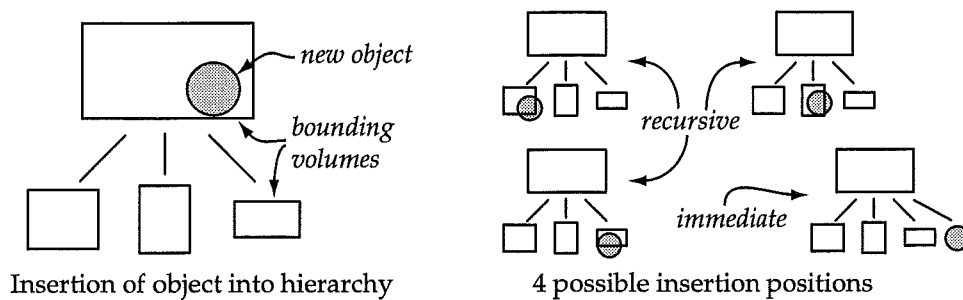 new object
bounding
volumes
Insertion of object into hierarchy
recursive
immediate
4 possible insertion positions